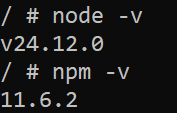 / # node -v
v24.12.0
/ # npm -v
11.6.2